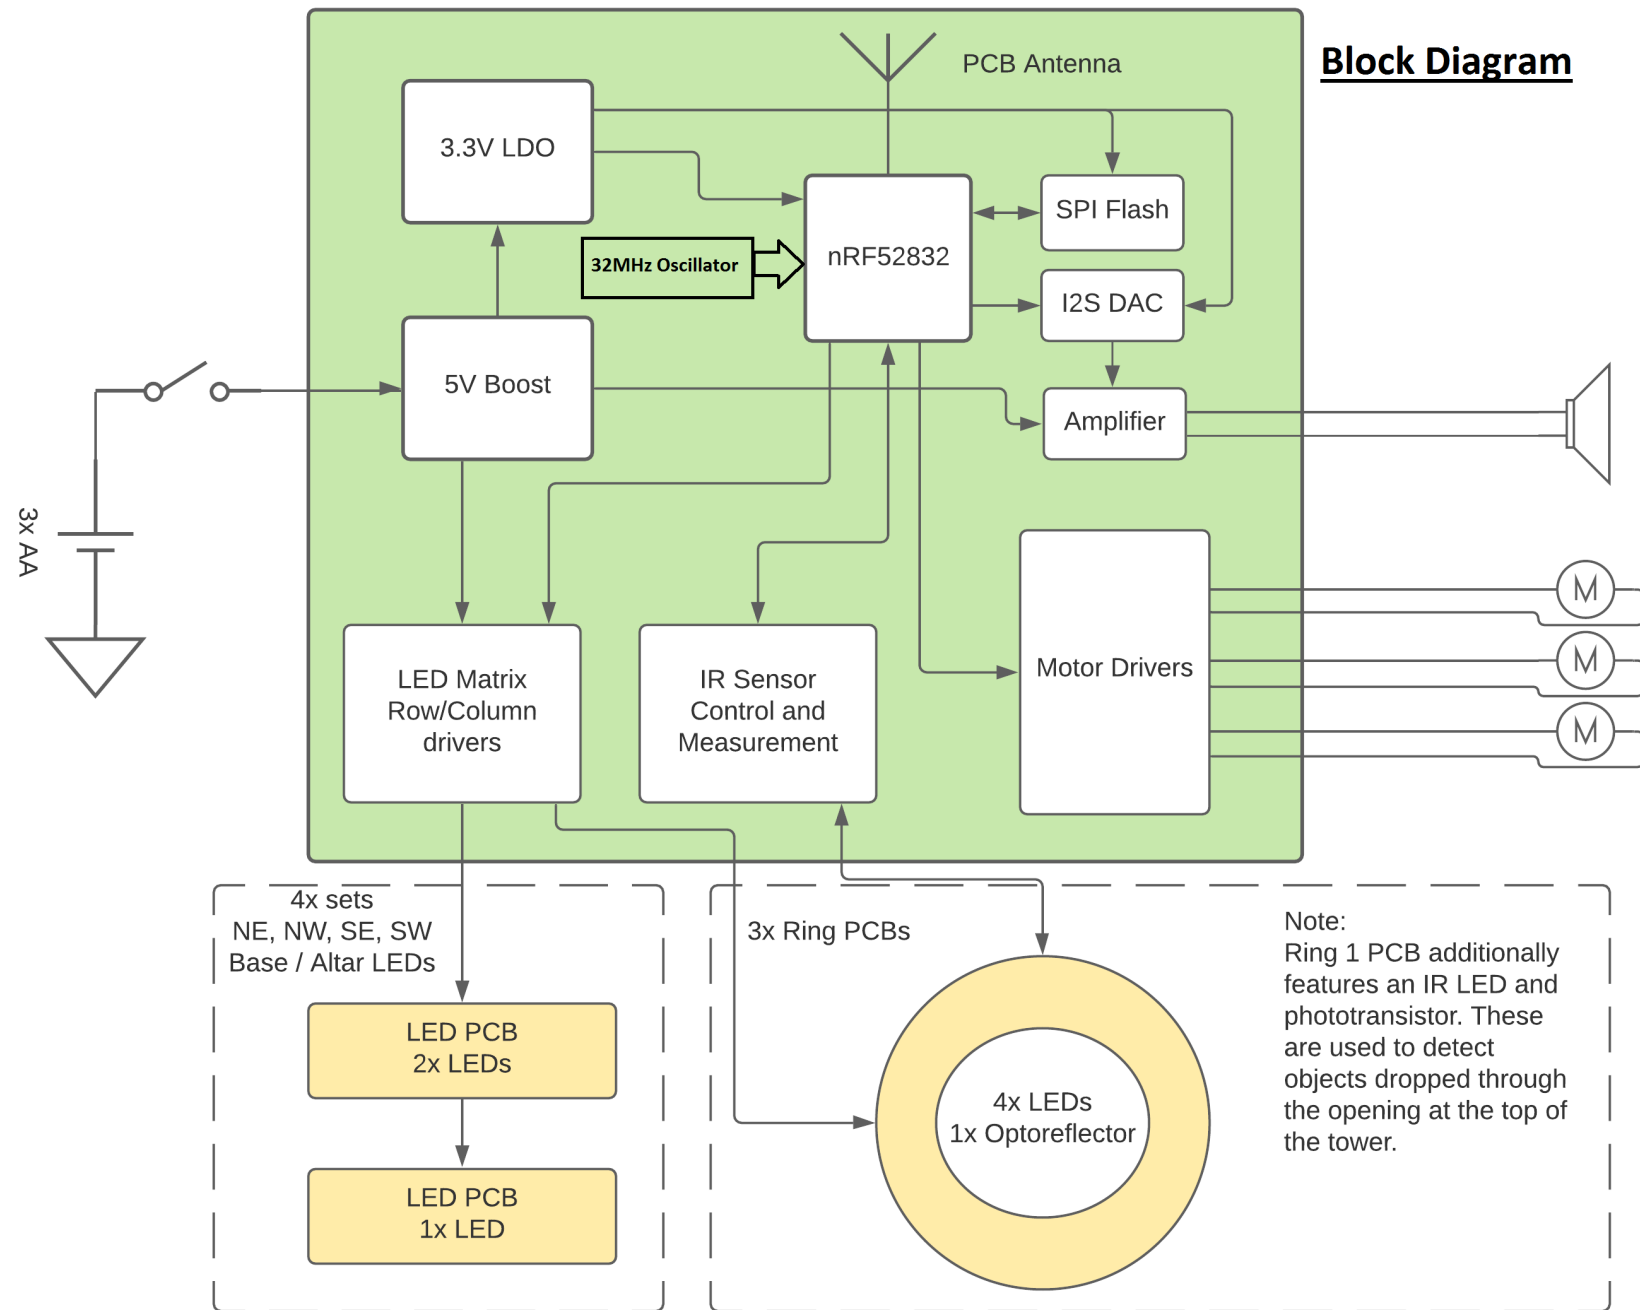 Block Diagram
PCB Antenna
3.3V LDO
SPI Flash
nRF52832
32MHz Oscillator
I2S DAC
5V Boost
Amplifier
3x AA
M
M
M
Motor Drivers
LED Matrix
Row/Column
drivers
IR Sensor
Control and
Measurement
4x sets
NE, NW, SE, SW
Base / Altar LEDs
LED PCB
2x LEDs
LED PCB
1x LED
3x Ring PCBs
4x LEDs
1x Optoreflector
Note:
Ring 1 PCB additionally
features an IR LED and
phototransistor. These
are used to detect
objects dropped through
the opening at the top of
the tower.